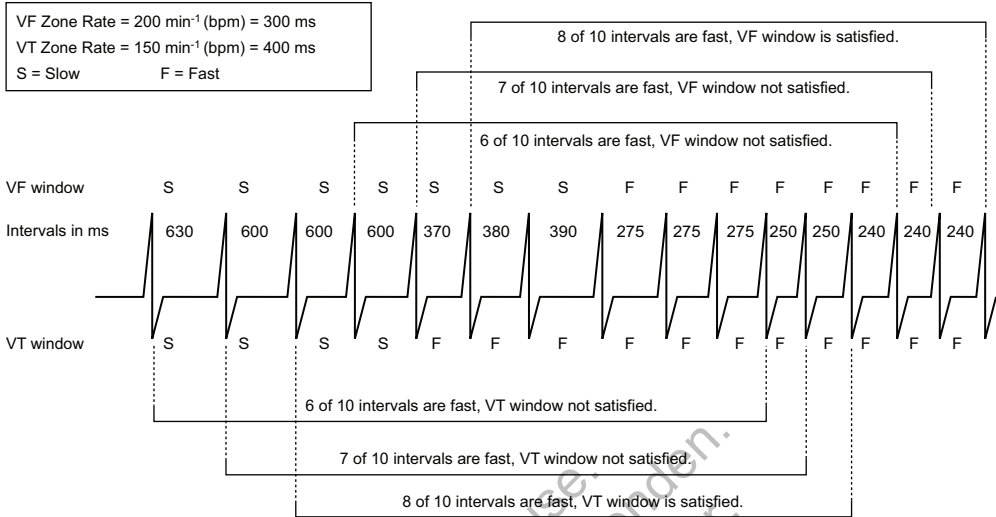 VF Zone Rate = 200 min⁻¹ (bpm) = 300 ms
VT Zone Rate = 150 min⁻¹ (bpm) = 400 ms
S = Slow F = Fast
8 of 10 intervals are fast, VF window is satisfied.
7 of 10 intervals are fast, VF window not satisfied.
6 of 10 intervals are fast, VF window not satisfied.
VF window S S S S S S S F F F F F F F F
Intervals in ms 630 600 600 600 370 380 390 275 275 275 250 250 240 240 240
VT window S S S S F F F F F F F F F F F
6 of 10 intervals are fast, VT window not satisfied.
7 of 10 intervals are fast, VT window not satisfied.
8 of 10 intervals are fast, VT window is satisfied.